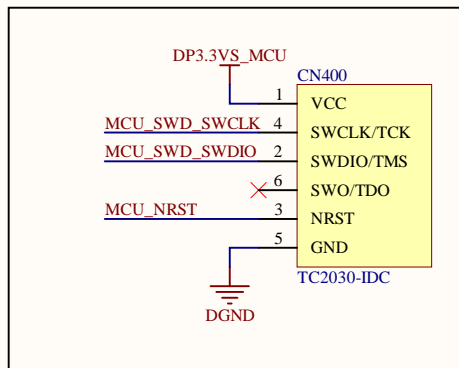 DP3.3VS_MCU
CN400
1 VCC
MCU_SWD_SWCLK 4 SWCLK/TCK
MCU_SWD_SWDIO 2 SWDIO/TMS
6 SWO/TDO
MCU_NRST 3 NRST
5 GND
TC2030-IDC
DGND